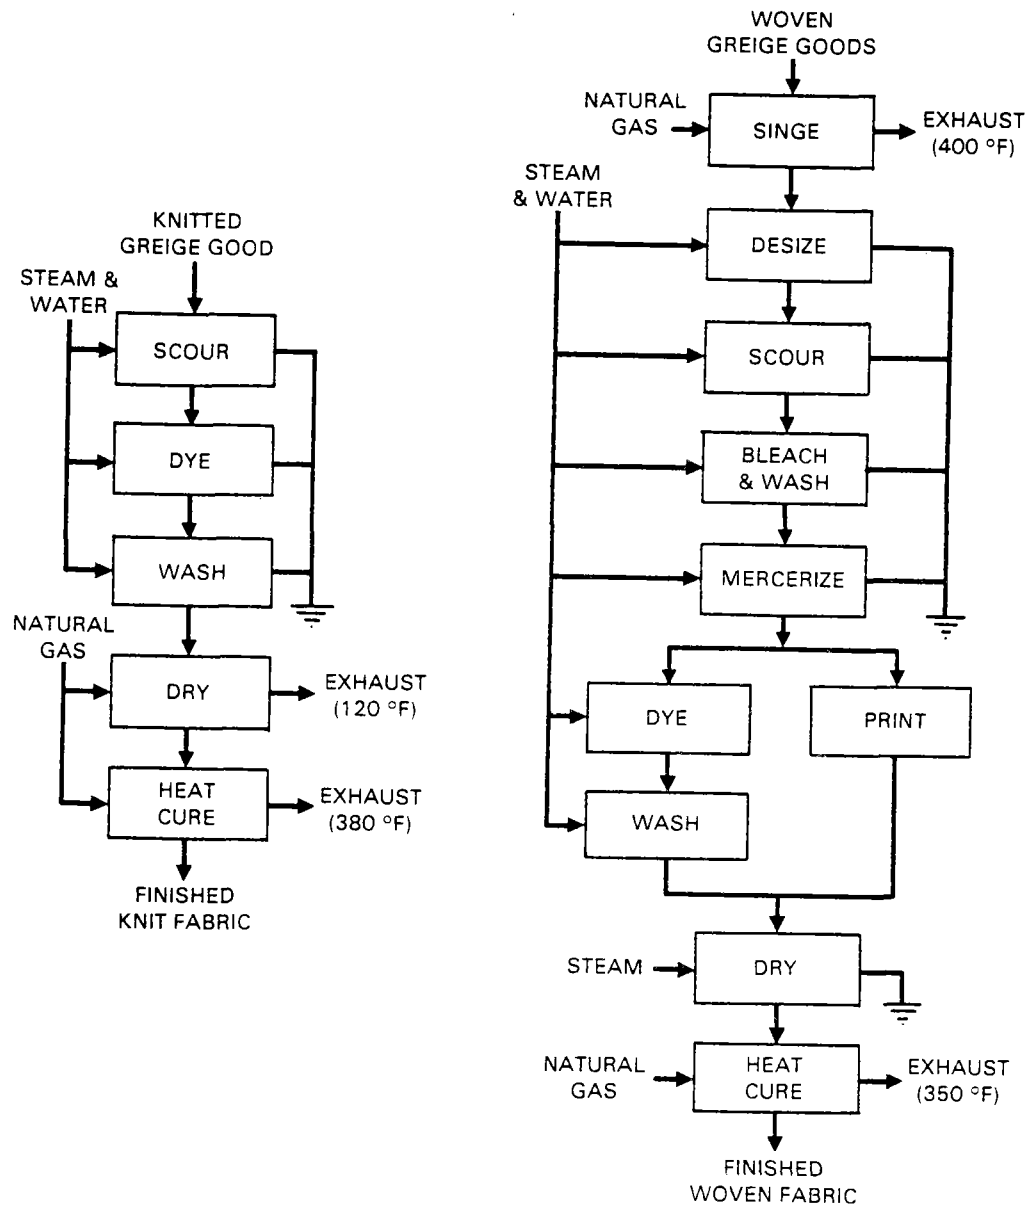 KNITTED
GREIGE GOOD
STEAM &
WATER
SCOUR
DYE
WASH
NATURAL
GAS
DRY
EXHAUST
(120 °F)
HEAT
CURE
EXHAUST
(380 °F)
FINISHED
KNIT FABRIC
WOVEN
GREIGE GOODS
NATURAL
GAS
SINGE
EXHAUST
(400 °F)
STEAM
& WATER
DESIZE
SCOUR
BLEACH
& WASH
MERCERIZE
DYE
PRINT
WASH
STEAM
DRY
NATURAL
GAS
HEAT
CURE
EXHAUST
(350 °F)
FINISHED
WOVEN FABRIC